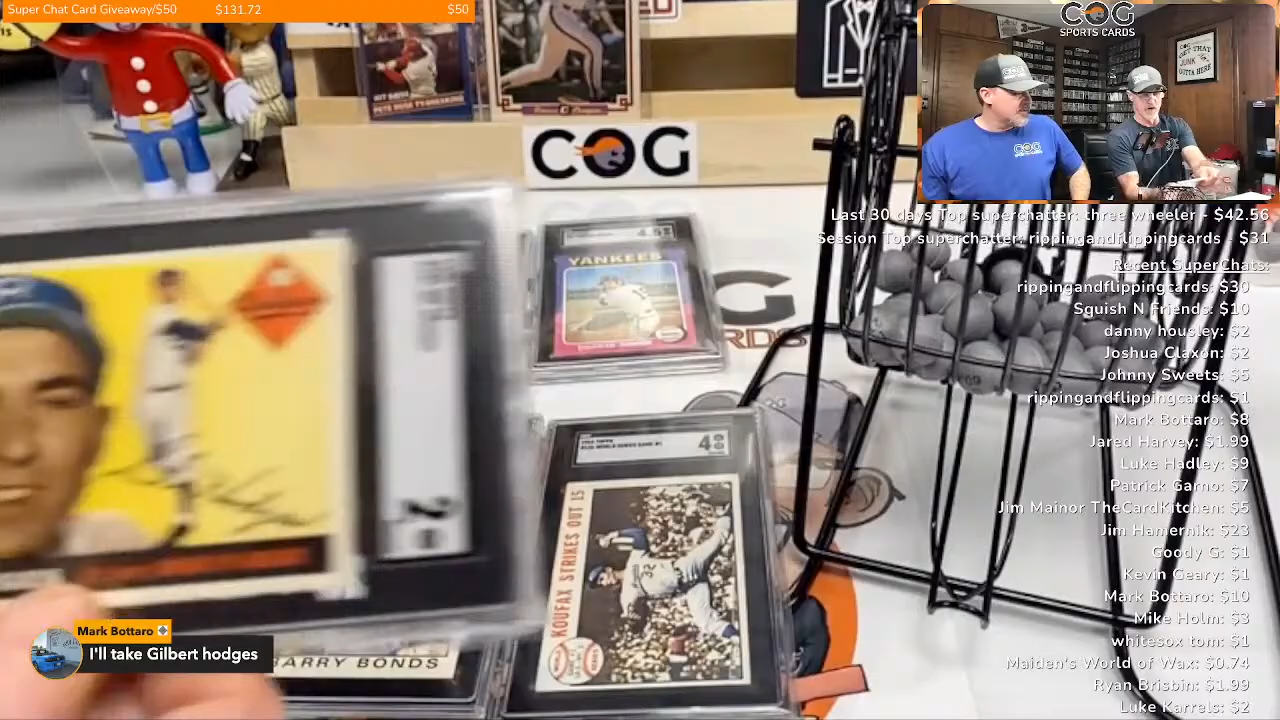 Super Chat Card Giveaway/$50 $131.72 $50
COG
SPORTS CARDS
COG
YANKEES
4
KOUFAX STRIKES OUT 15
32
BARRY BONDS
Mark Bottaro
I'll take Gilbert hodges
Last 30 days Top superchatter: three wheeler - $42.56
Session Top superchatter: rippingandflippingcards - $31
Recent SuperChats:
rippingandflippingcards: $30
Squish N Friends: $10
danny housley: $2
Joshua Claxon: $2
Johnny Sweets: $5
rippingandflippingcards: $1
Mark Bottaro: $8
Jared Harvey: $1.99
Luke Hadley: $9
Patrick Garno: $7
Jim Mainor TheCardKitchen: $5
Jim Hamernik: $23
Goody G: $1
Kevin Geary: $1
Mark Bottaro: $10
Mike Holm: $3
whitesox tim: 1
Maiden's World of Wax: $0.74
Ryan Brisbin: $1.99
Luke Karrels: $2